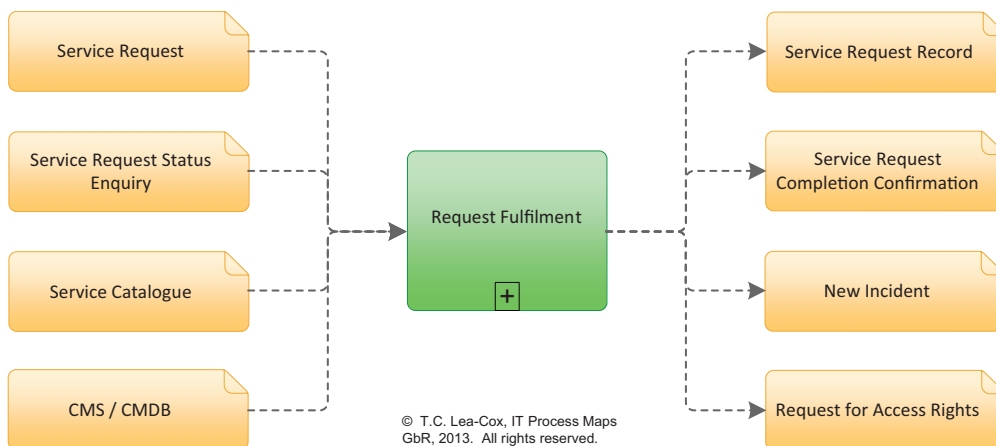 Service Request
Service Request Status
Enquiry
Service Catalogue
CMS / CMDB
Request Fulfilment
+
Service Request Record
Service Request
Completion Confirmation
New Incident
Request for Access Rights
© T.C. Lea-Cox, IT Process Maps
GbR, 2013. All rights reserved.